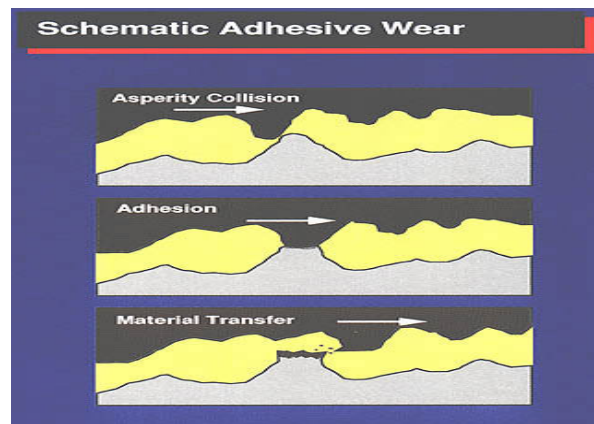 Schematic Adhesive Wear
Asperity Collision
Adhesion
Material Transfer